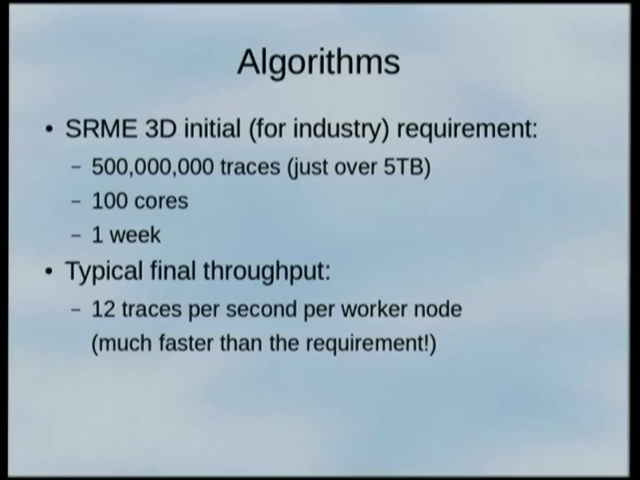 Algorithms
• SRME 3D initial (for industry) requirement:
– 500,000,000 traces (just over 5TB)
– 100 cores
– 1 week
• Typical final throughput:
– 12 traces per second per worker node
(much faster than the requirement!)